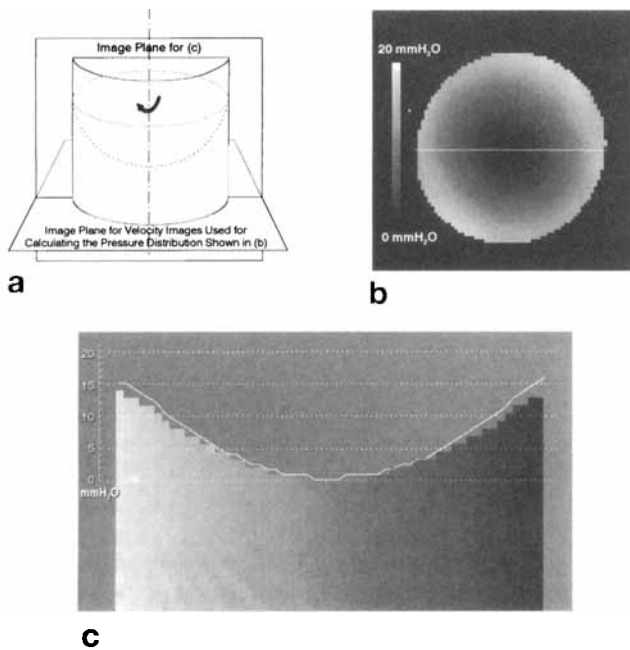 Image Plane for (c)
Image Plane for Velocity Images Used for
Calculating the Pressure Distribution Shown in (b)
a
20 mmH₂O
0 mmH₂O
b
20
15
10
5
0
mmH₂O
c